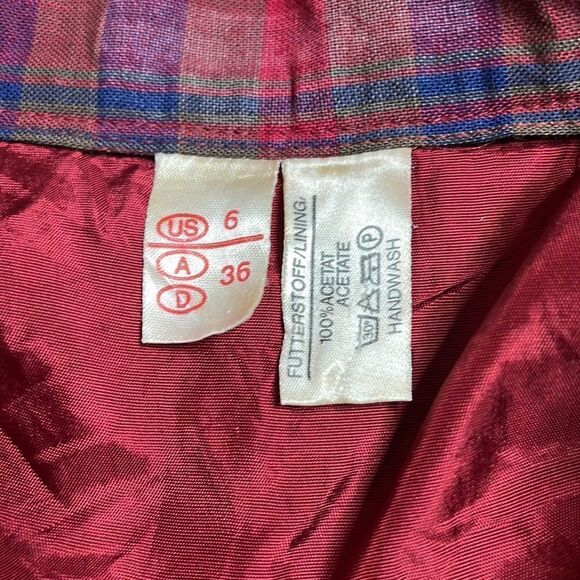 US 6
A 36
D
FUTTERSTOFF/LINING
100%ACETAT
ACETATE
30 P
HANDWASH